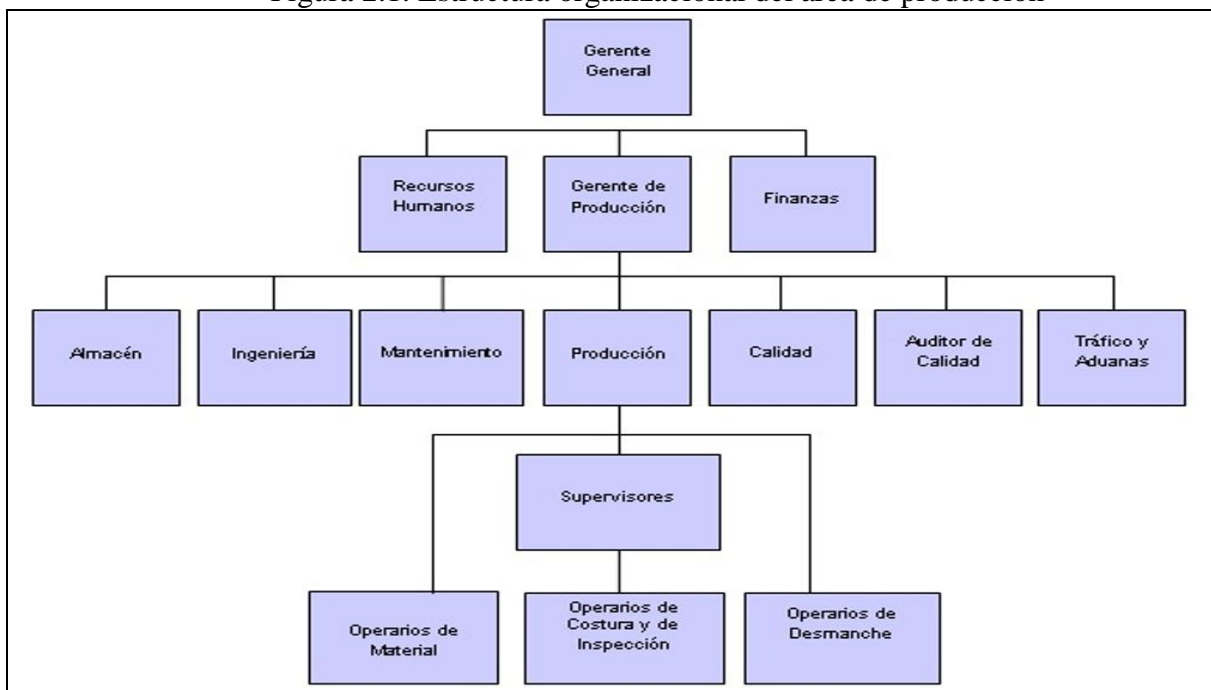 Figura 2.1. Estructura organizacional del área de producción
Gerente
General
Recursos
Humanos
Gerente de
Producción
Finanzas
Almacén
Ingeniería
Mantenimiento
Producción
Calidad
Auditor de
Calidad
Tráfico y
Aduanas
Supervisores
Operarios de
Material
Operarios de
Costura y de
Inspección
Operarios de
Desmanche